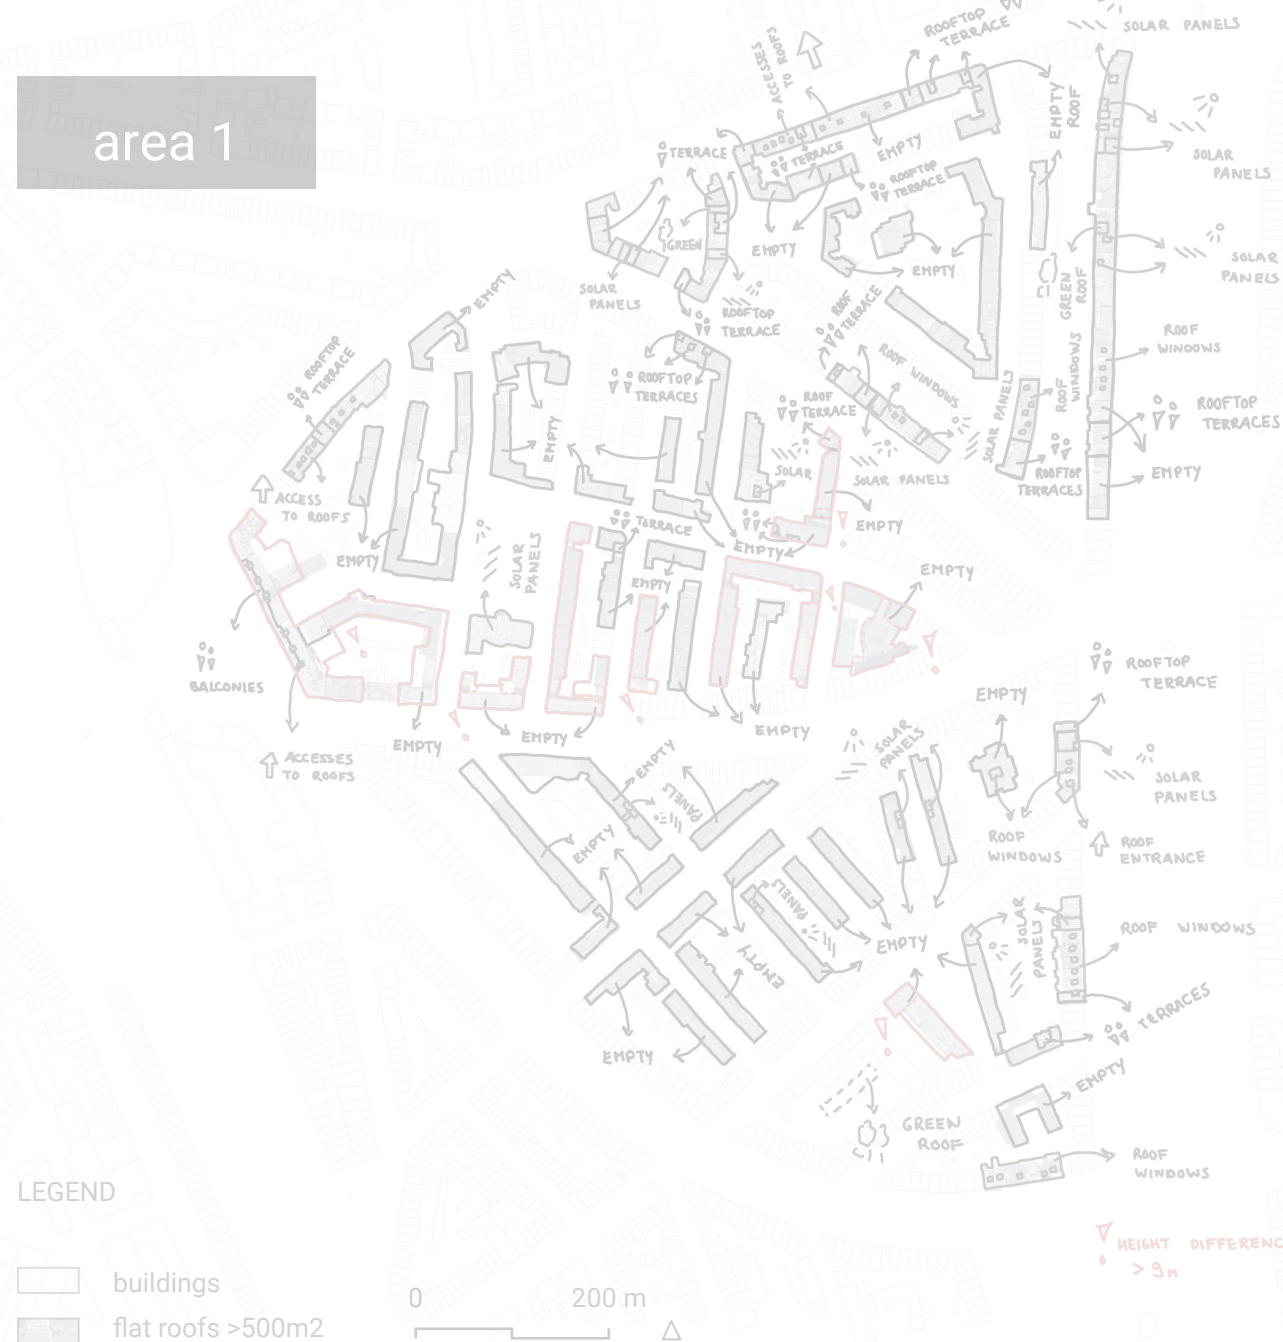 area 1
ROOFTOP
TERRACE
SOLAR PANELS
ACCESSES
TO ROOFS
EMPTY
ROOF
TERRACE
TERRACE
EMPTY
ROOFTOP
TERRACE
SOLAR
PANELS
GREEN
EMPTY
EMPTY
SOLAR
PANELS
SOLAR
PANELS
GREEN
ROOF
EMPTY
ROOFTOP
TERRACE
ROOF
TERRACE
ROOF
WINDOWS
ROOFTOP
TERRACE
ROOF WINDOWS
ROOF
WINDOWS
ROOFTOP
TERRACES
ROOF
TERRACE
SOLAR PANELS
ROOFTOP
TERRACES
EMPTY
SOLAR
SOLAR PANELS
ROOFTOP
TERRACES
EMPTY
ACCESS
TO ROOFS
TERRACE
EMPTY
EMPTY
EMPTY
SOLAR
PANELS
EMPTY
EMPTY
BALCONIES
ROOFTOP
TERRACE
EMPTY
EMPTY
EMPTY
EMPTY
SOLAR
PANELS
ACCESSES
TO ROOFS
EMPTY
PANELS
SOLAR
PANELS
EMPTY
ROOF
WINDOWS
ROOF
ENTRANCE
PANELS
SOLAR
PANELS
ROOF WINDOWS
EMPTY
EMPTY
TERRACES
EMPTY
EMPTY
GREEN
ROOF
ROOF
WINDOWS
LEGEND
HEIGHT DIFFERENC
> 9M
buildings
0 200 m
flat roofs >500m2